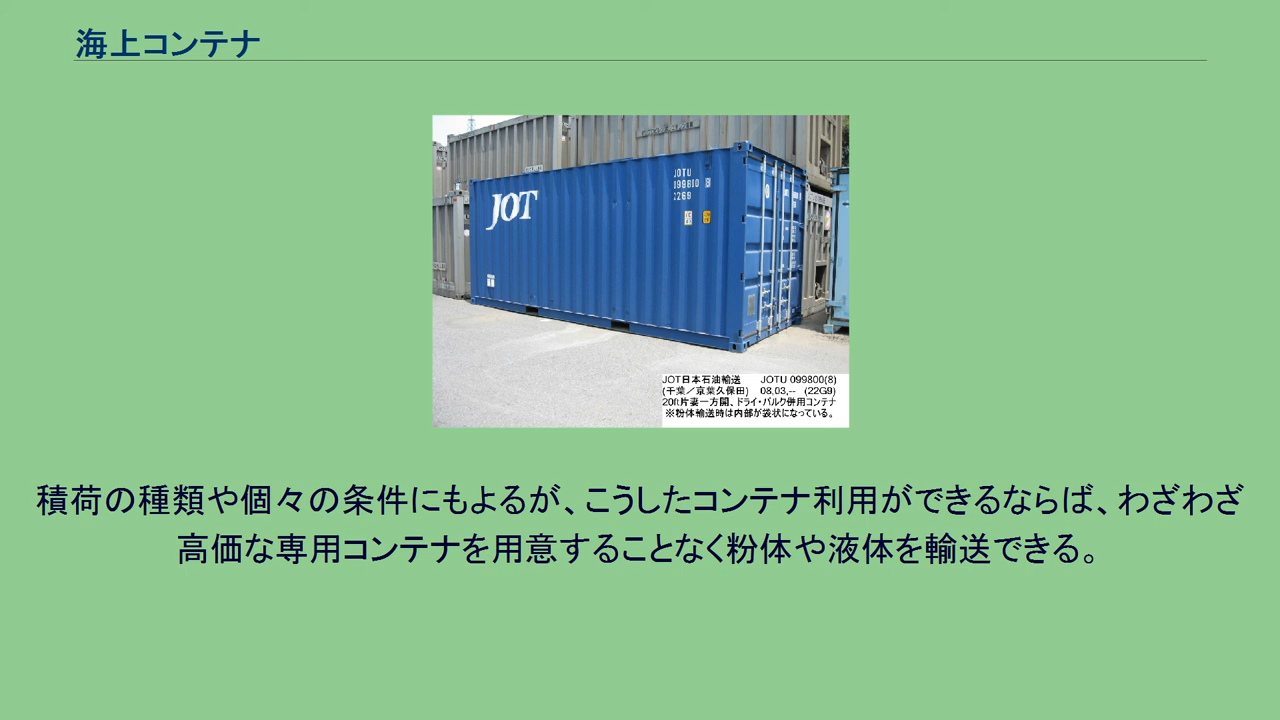 海上コンテナ
JOT
JOTU
199810 8
2269
JOT日本石油輸送 JOTU 099800(8)
(千葉／京葉久保田) 08,03,-- (22G9)
20ft片妻一方開、ドライ・バルク併用コンテナ
※粉体輸送時は内部が袋状になっている。
積荷の種類や個々の条件にもよるが、こうしたコンテナ利用ができるならば、わざわざ
高価な専用コンテナを用意することなく粉体や液体を輸送できる。